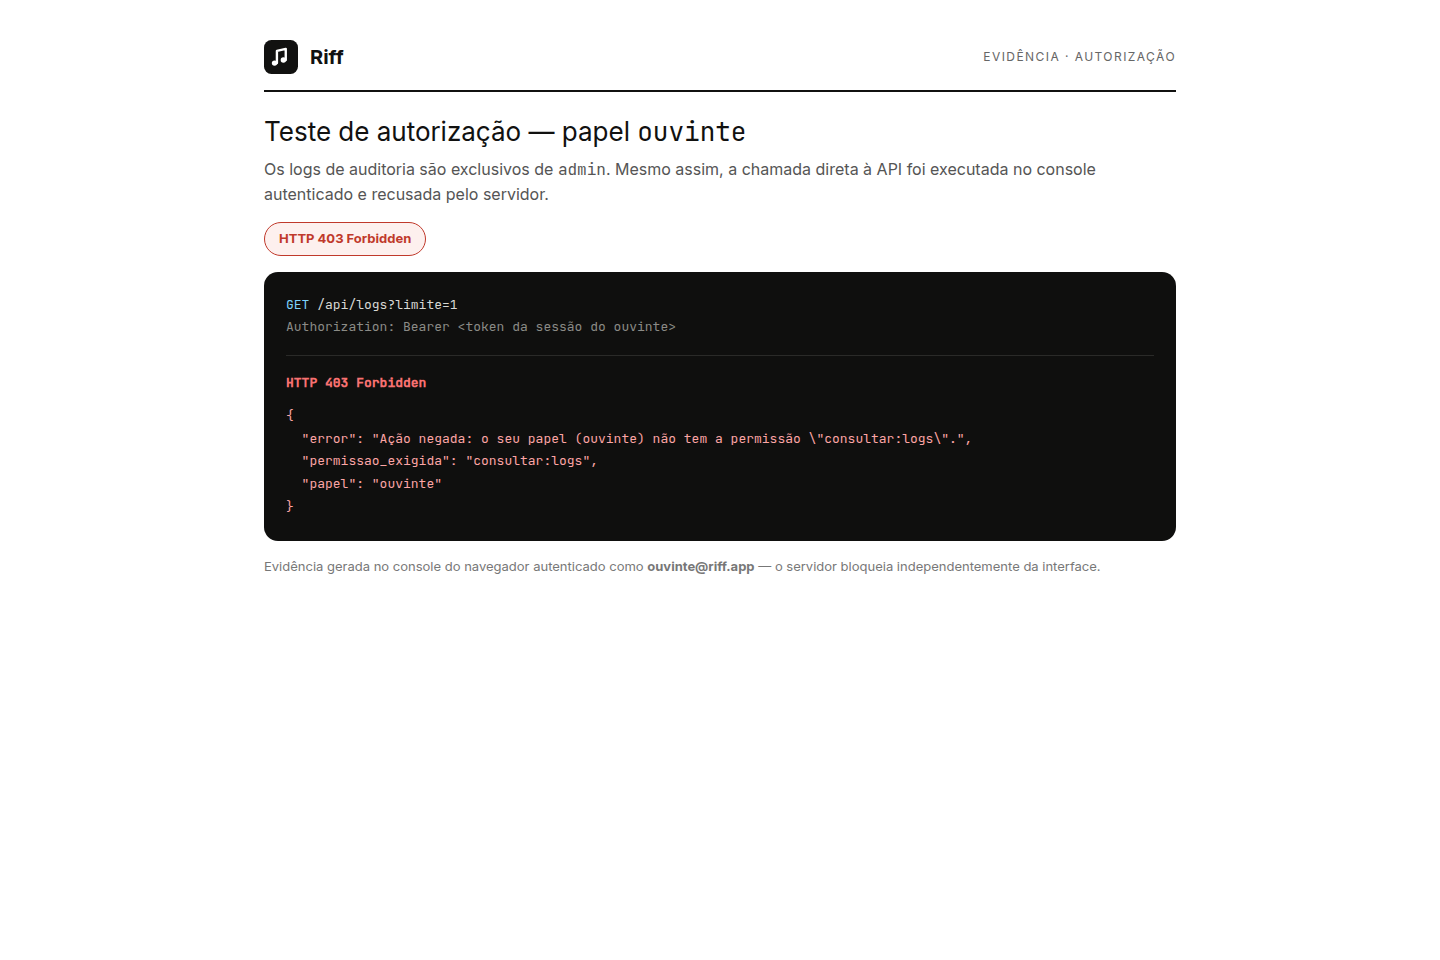 Riff
EVIDÊNCIA · AUTORIZAÇÃO
Teste de autorização — papel ouvinte
Os logs de auditoria são exclusivos de admin. Mesmo assim, a chamada direta à API foi executada no console
autenticado e recusada pelo servidor.
HTTP 403 Forbidden
GET /api/logs?limite=1
Authorization: Bearer <token da sessão do ouvinte>
HTTP 403 Forbidden
{
  "error": "Ação negada: o seu papel (ouvinte) não tem a permissão \"consultar:logs\".",
  "permissao_exigida": "consultar:logs",
  "papel": "ouvinte"
}
Evidência gerada no console do navegador autenticado como ouvinte@riff.app — o servidor bloqueia independentemente da interface.